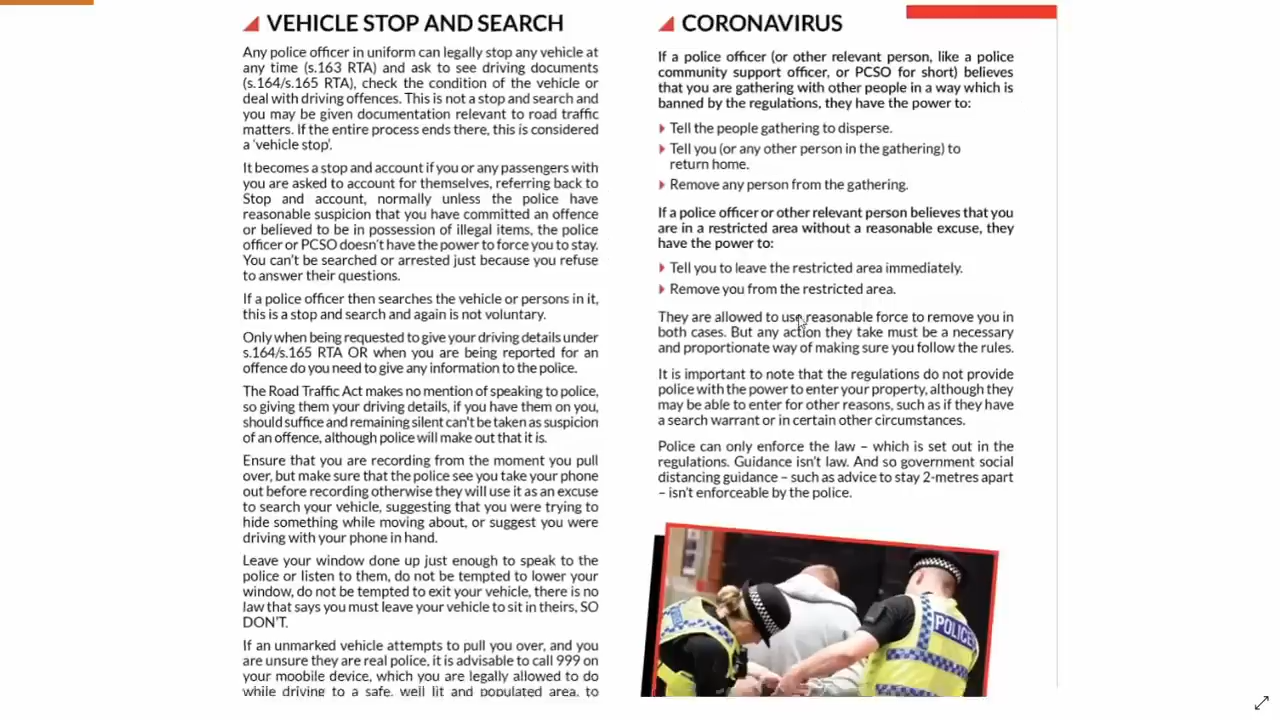 VEHICLE STOP AND SEARCH
Any police officer in uniform can legally stop any vehicle at
any time (s.163 RTA) and ask to see driving documents
(s.164/s.165 RTA), check the condition of the vehicle or
deal with driving offences. This is not a stop and search and
you may be given documentation relevant to road traffic
matters. If the entire process ends there, this is considered
a ‘vehicle stop’.
It becomes a stop and account if you or any passengers with
you are asked to account for themselves, referring back to
Stop and account, normally unless the police have
reasonable suspicion that you have committed an offence
or believed to be in possession of illegal items, the police
officer or PCSO doesn’t have the power to force you to stay.
You can’t be searched or arrested just because you refuse
to answer their questions.
If a police officer then searches the vehicle or persons in it,
this is a stop and search and again is not voluntary.
Only when being requested to give your driving details under
s.164/s.165 RTA OR when you are being reported for an
offence do you need to give any information to the police.
The Road Traffic Act makes no mention of speaking to police,
so giving them your driving details, if you have them on you,
should suffice and remaining silent can't be taken as suspicion
of an offence, although police will make out that it is.
Ensure that you are recording from the moment you pull
over, but make sure that the police see you take your phone
out before recording otherwise they will use it as an excuse
to search your vehicle, suggesting that you were trying to
hide something while moving about, or suggest you were
driving with your phone in hand.
Leave your window done up just enough to speak to the
police or listen to them, do not be tempted to lower your
window, do not be tempted to exit your vehicle, there is no
law that says you must leave your vehicle to sit in theirs, SO
DON’T.
If an unmarked vehicle attempts to pull you over, and you
are unsure they are real police, it is advisable to call 999 on
your moobile device, which you are legally allowed to do
while driving to a safe, well lit and populated area, to
CORONAVIRUS
If a police officer (or other relevant person, like a police
community support officer, or PCSO for short) believes
that you are gathering with other people in a way which is
banned by the regulations, they have the power to:
Tell the people gathering to disperse.
Tell you (or any other person in the gathering) to
return home.
Remove any person from the gathering.
If a police officer or other relevant person believes that you
are in a restricted area without a reasonable excuse, they
have the power to:
Tell you to leave the restricted area immediately.
Remove you from the restricted area.
They are allowed to use reasonable force to remove you in
both cases. But any action they take must be a necessary
and proportionate way of making sure you follow the rules.
It is important to note that the regulations do not provide
police with the power to enter your property, although they
may be able to enter for other reasons, such as if they have
a search warrant or in certain other circumstances.
Police can only enforce the law – which is set out in the
regulations. Guidance isn’t law. And so government social
distancing guidance – such as advice to stay 2-metres apart
– isn’t enforceable by the police.
POLICE